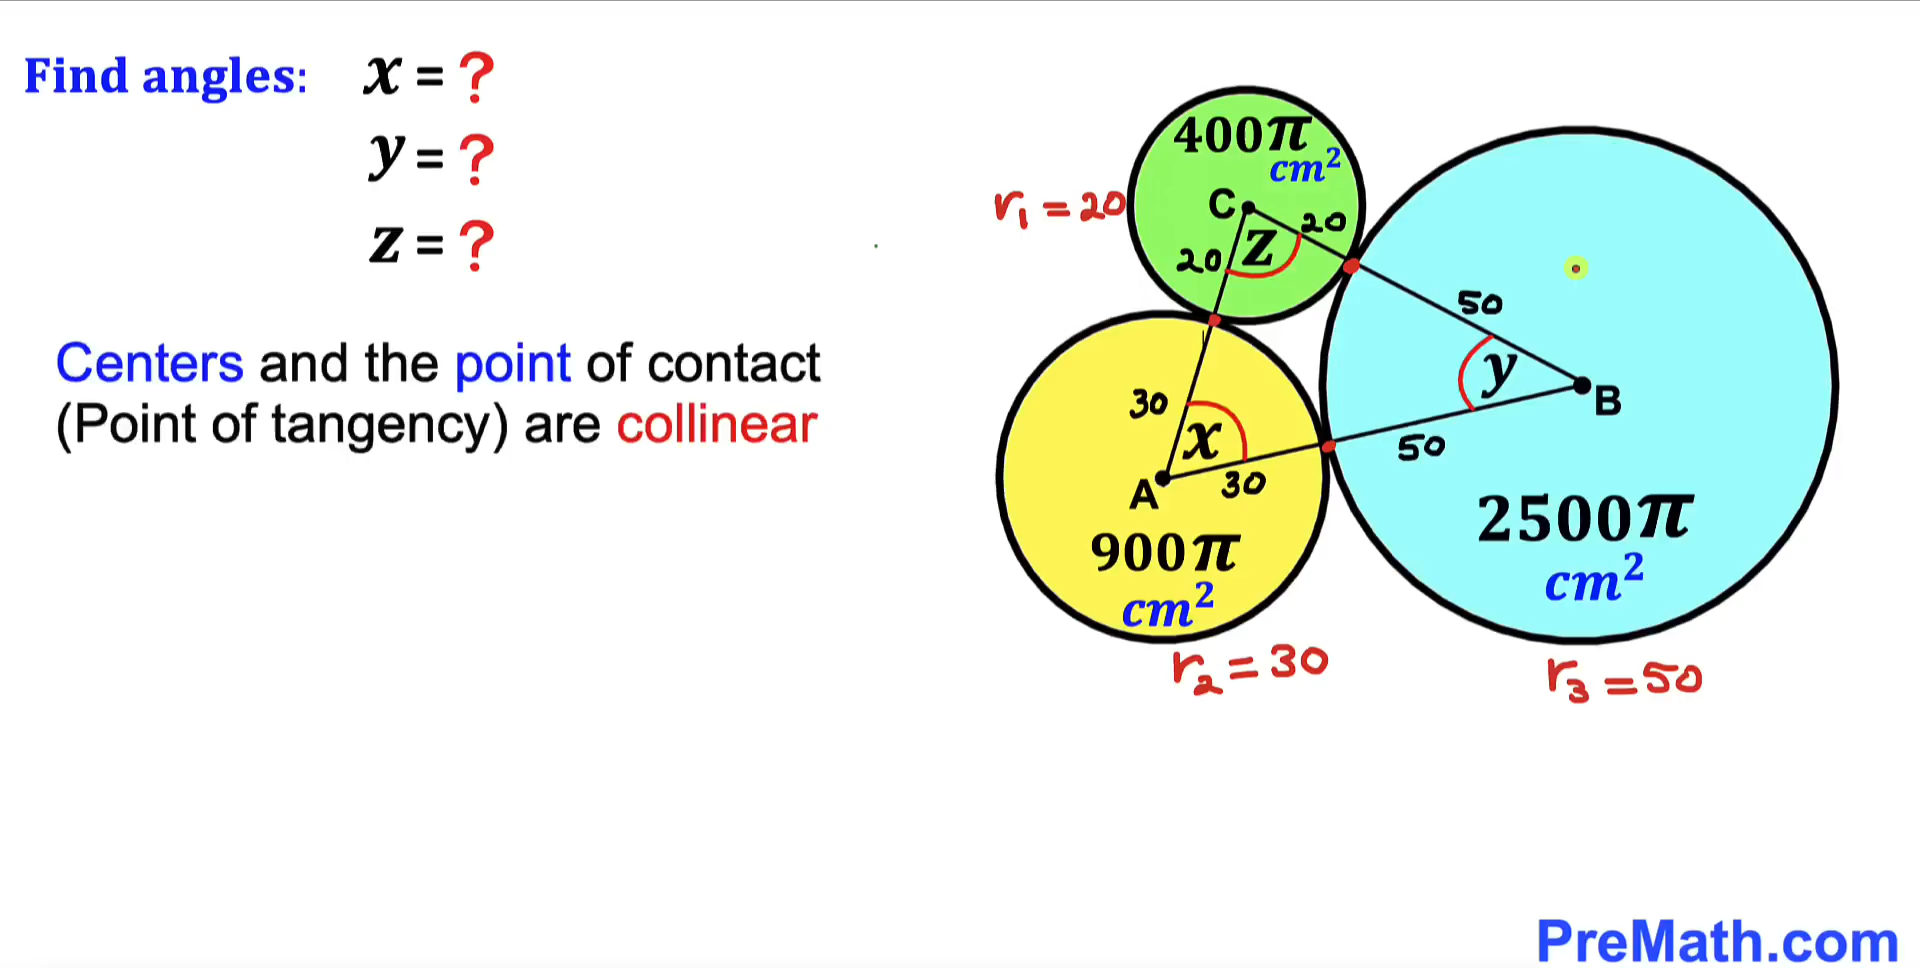 Find angles: x = ?
y = ?
z = ?
Centers and the point of contact
(Point of tangency) are collinear
400π
cm²
r₁ = 20
C
20
20
z
50
y
B
30
x
50
A
30
900π
cm²
2500π
cm²
r₂ = 30
r₃ = 50
PreMath.com